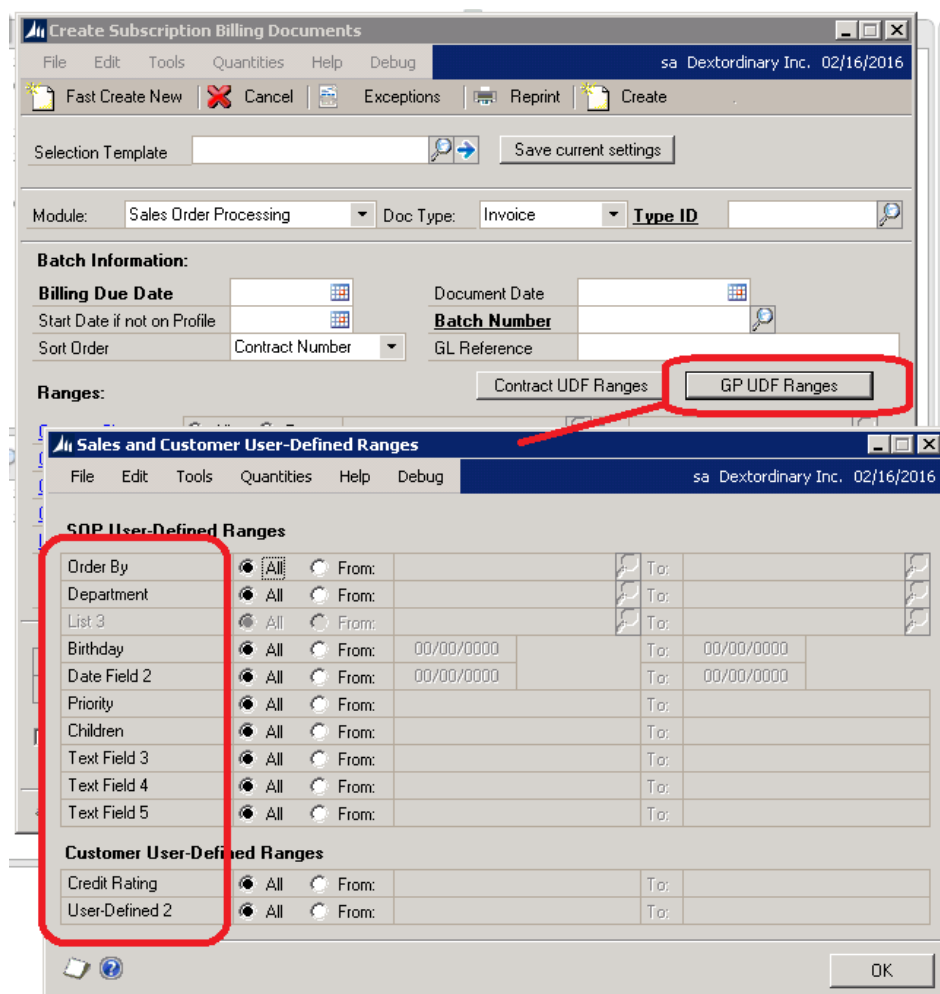 Create Subscription Billing Documents
File Edit Tools Quantities Help Debug sa Dextordinary Inc. 02/16/2016
Fast Create New Cancel Exceptions Reprint Create
Selection Template Save current settings
Module: Sales Order Processing Doc Type: Invoice Type ID
Batch Information:
Billing Due Date Document Date
Start Date if not on Profile Batch Number
Sort Order Contract Number GL Reference
Ranges: Contract UDF Ranges GP UDF Ranges
Sales and Customer User-Defined Ranges
File Edit Tools Quantities Help Debug sa Dextordinary Inc. 02/16/2016
SOP User-Defined Ranges
Order By All From: To:
Department All From: To:
List 3 All From: To:
Birthday All From: 00/00/0000 To: 00/00/0000
Date Field 2 All From: 00/00/0000 To: 00/00/0000
Priority All From: To:
Children All From: To:
Text Field 3 All From: To:
Text Field 4 All From: To:
Text Field 5 All From: To:
Customer User-Defined Ranges
Credit Rating All From: To:
User-Defined 2 All From: To:
OK